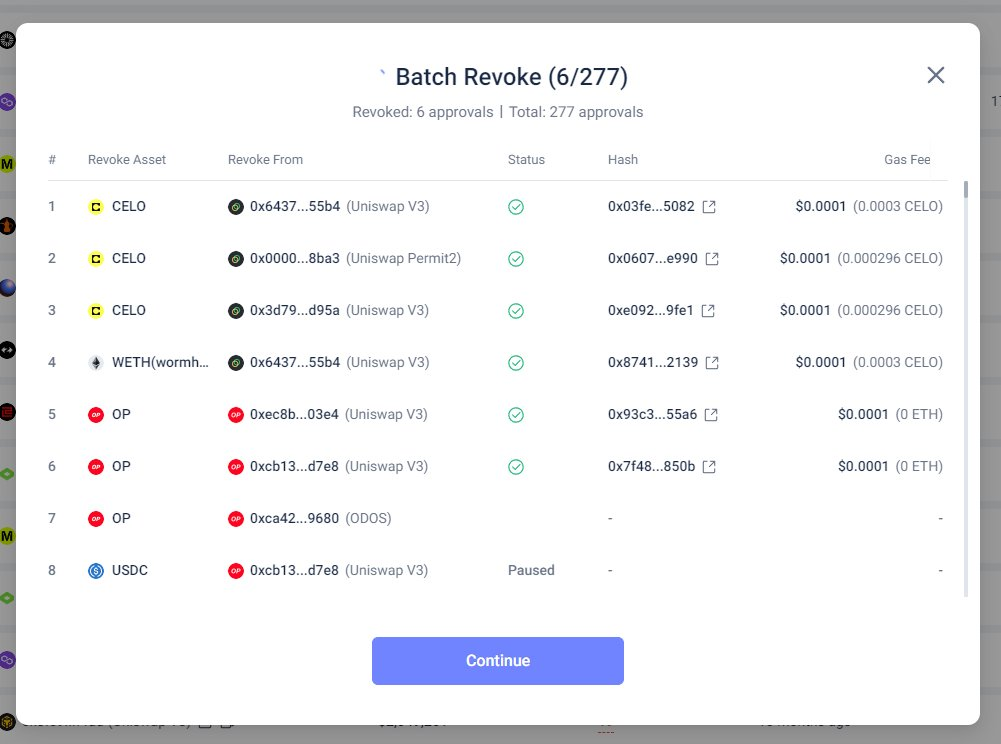 Batch Revoke (6/277)
Revoked: 6 approvals | Total: 277 approvals
# Revoke Asset Revoke From Status Hash Gas Fee
1 CELO 0x6437...55b4 (Uniswap V3) 0x03fe...5082 $0.0001 (0.0003 CELO)
2 CELO 0x0000...8ba3 (Uniswap Permit2) 0x0607...e990 $0.0001 (0.000296 CELO)
3 CELO 0x3d79...d95a (Uniswap V3) 0xe092...9fe1 $0.0001 (0.000296 CELO)
4 WETH(wormh... 0x6437...55b4 (Uniswap V3) 0x8741...2139 $0.0001 (0.0003 CELO)
5 OP OP 0xec8b...03e4 (Uniswap V3) 0x93c3...55a6 $0.0001 (0 ETH)
6 OP OP 0xcb13...d7e8 (Uniswap V3) 0x7f48...850b $0.0001 (0 ETH)
7 OP OP 0xca42...9680 (ODOS) - -
8 USDC OP 0xcb13...d7e8 (Uniswap V3) Paused - -
Continue